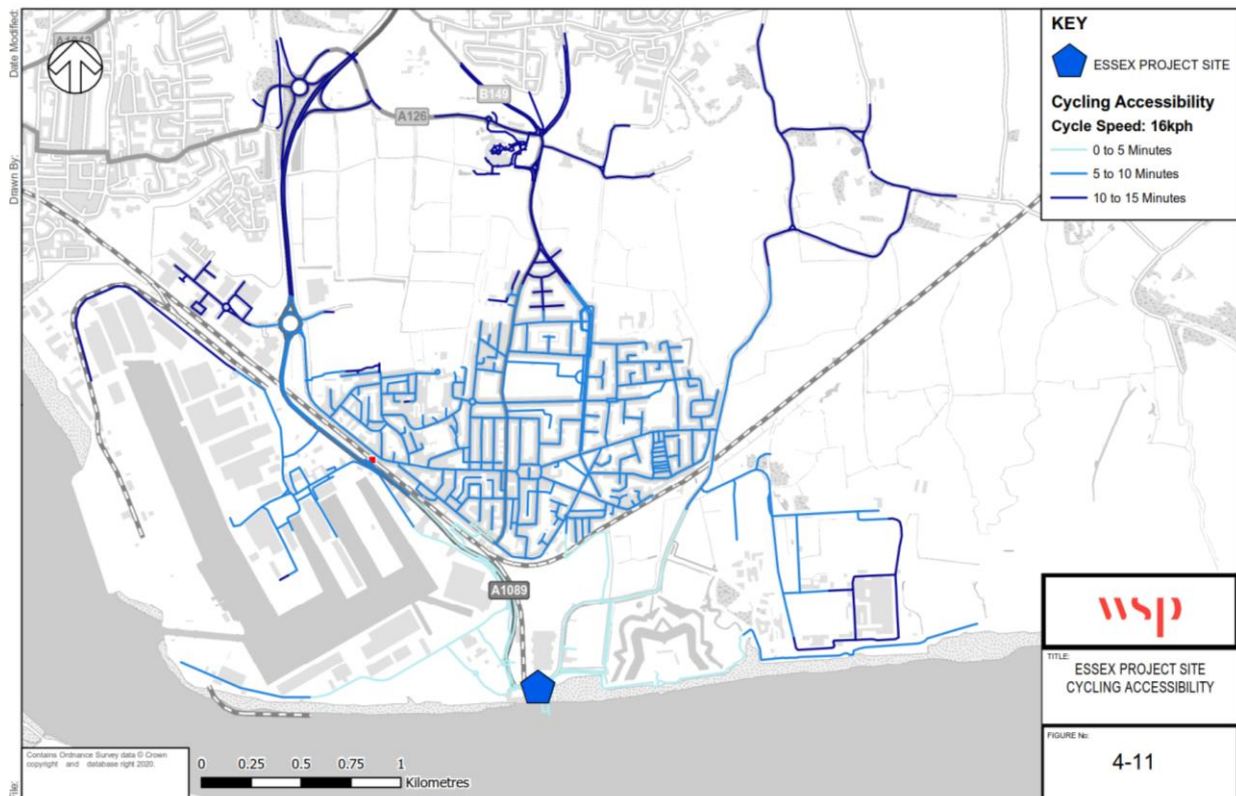 Date Modified:
Drawn By:
File:
A1013
B149
A126
A1089
KEY
ESSEX PROJECT SITE
Cycling Accessibility
Cycle Speed: 16kph
0 to 5 Minutes
5 to 10 Minutes
10 to 15 Minutes
wsp
TITLE:
ESSEX PROJECT SITE
CYCLING ACCESSIBILITY
FIGURE No:
4-11
Contains Ordnance Survey data © Crown
copyright and database right 2020.
0 0.25 0.5 0.75 1
Kilometres